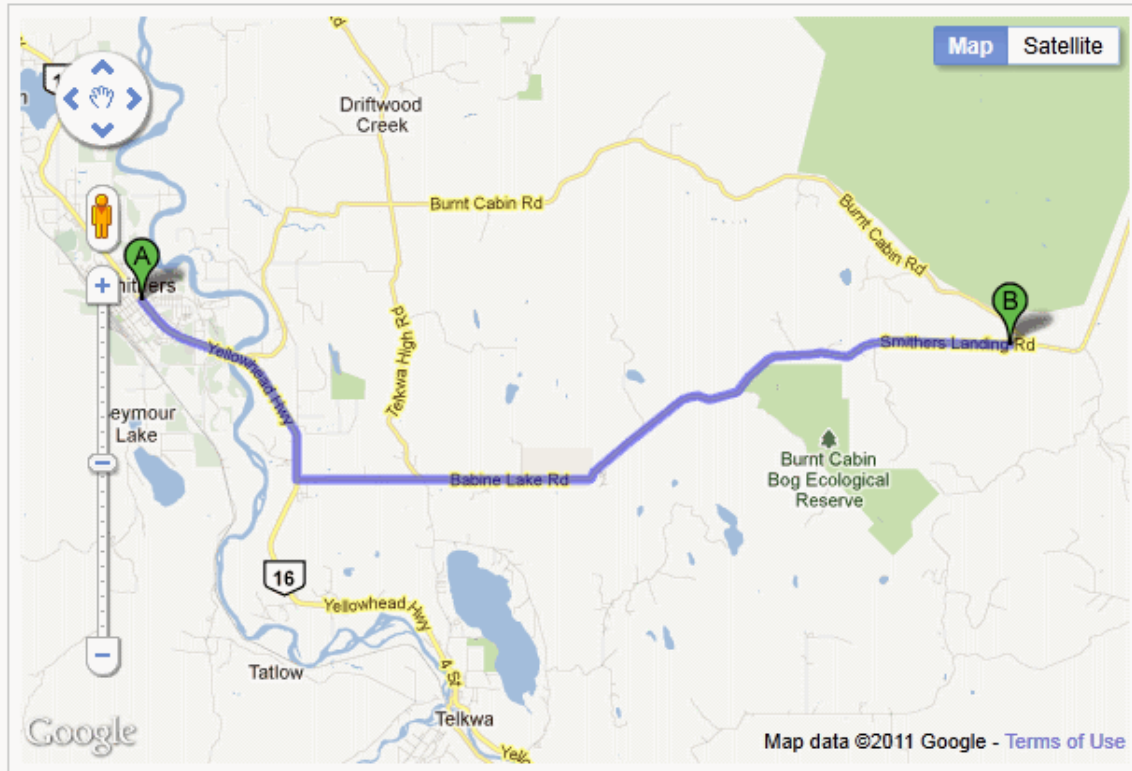 Map
Satellite
Driftwood
Creek
Burnt Cabin Rd
Burnt Cabin Rd
A
B
Smithers Landing Rd
Yellowhead Hwy
Telkwa High Rd
eymour
Lake
Babine Lake Rd
Burnt Cabin
Bog Ecological
Reserve
16
Yellowhead Hwy
Tatlow
4 St
Telkwa
Google
Map data ©2011 Google - Terms of Use